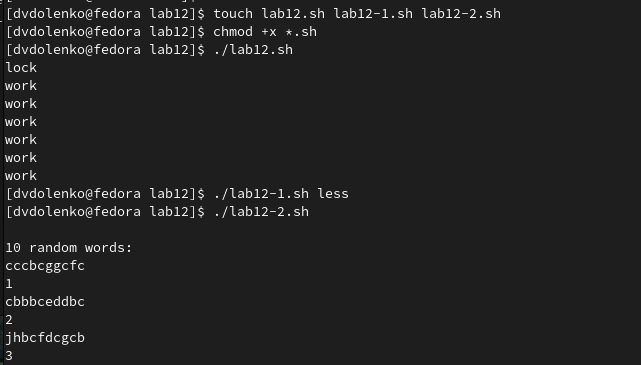 [dvdolenko@fedora lab12]$ touch lab12.sh lab12-1.sh lab12-2.sh
[dvdolenko@fedora lab12]$ chmod +x *.sh
[dvdolenko@fedora lab12]$ ./lab12.sh
lock
work
work
work
work
work
work
[dvdolenko@fedora lab12]$ ./lab12-1.sh less
[dvdolenko@fedora lab12]$ ./lab12-2.sh
10 random words:
cccbcggcfc
1
cbbbceddbc
2
jhbcfdcgcb
3